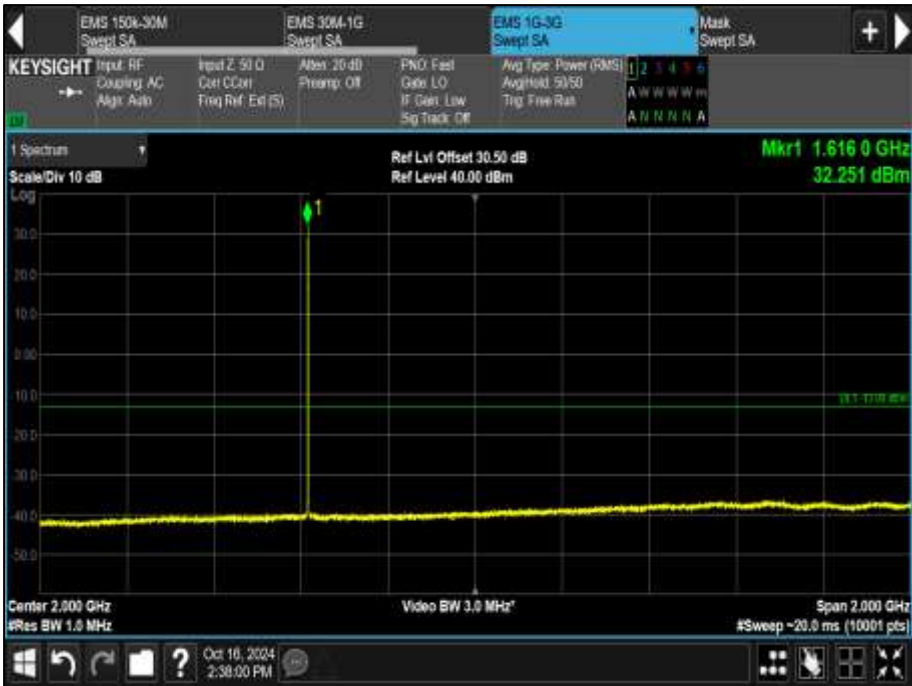 EMS 150k-30M
Swept SA
EMS 30M-1G
Swept SA
EMS 1G-3G
Swept SA
Mask
Swept SA
+
KEYSIGHT
Input: RF
Coupling: AC
Align: Auto
Input Z: 50 Ω
Corr CCorr
Freq Ref: Ext (S)
Atten: 20 dB
Preamp: Off
PNO: Fast
Gate: LO
IF Gain: Low
Sig Track: Off
Avg Type: Power (RMS)
Avg|Hold: 50/50
Trig: Free Run
1 2 3 4 5 6
A W W W W
A N N N N A
1 Spectrum
Scale/Div 10 dB
Log
Ref Lvl Offset 30.50 dB
Ref Level 40.00 dBm
Mkr1 1.616 0 GHz
32.251 dBm
1
30.0
20.0
10.0
0.00
-10.0
-20.0
-30.0
-40.0
-50.0
Center 2.000 GHz
#Res BW 1.0 MHz
Video BW 3.0 MHz*
Span 2.000 GHz
#Sweep ~20.0 ms (10001 pts)
?
Oct 16, 2024
2:38:00 PM